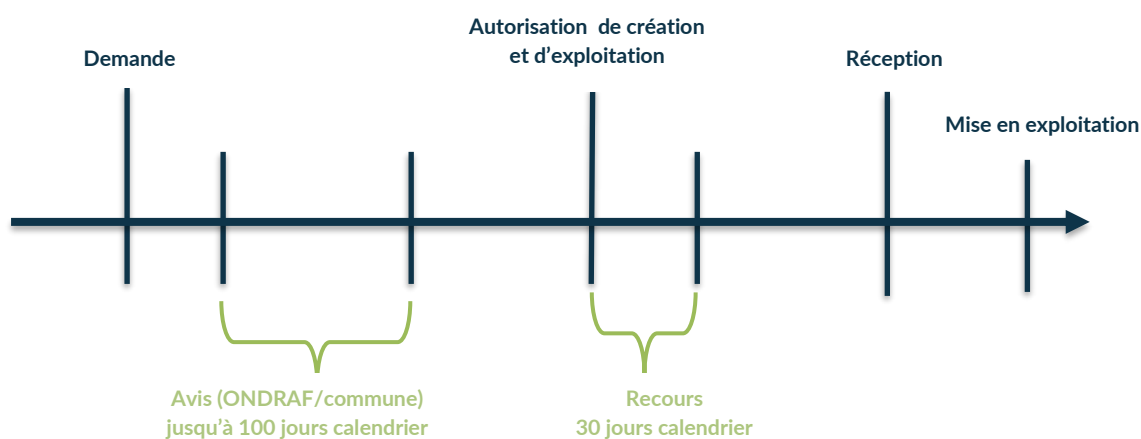 Demande
Autorisation de création
et d'exploitation
Réception
Mise en exploitation
Avis (ONDRAF/commune)
jusqu'à 100 jours calendrier
Recours
30 jours calendrier